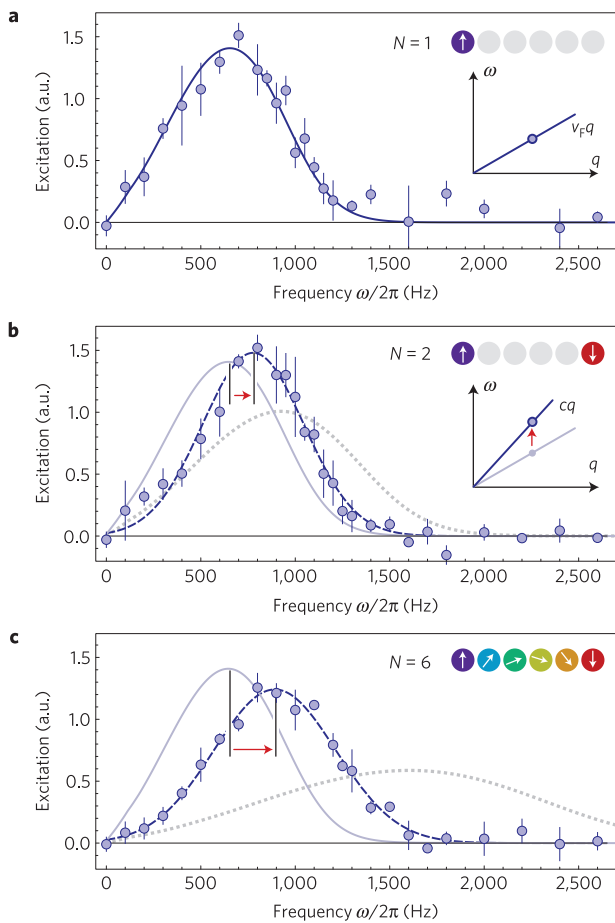 a
1.5
1.0
0.5
0.0
Excitation (a.u.)
N = 1
ω
v_F q
q
0
500
1,000
1,500
2,000
2,500
Frequency ω/2π (Hz)
b
1.5
1.0
0.5
0.0
Excitation (a.u.)
N = 2
ω
cq
q
0
500
1,000
1,500
2,000
2,500
Frequency ω/2π (Hz)
c
1.5
1.0
0.5
0.0
Excitation (a.u.)
N = 6
0
500
1,000
1,500
2,000
2,500
Frequency ω/2π (Hz)